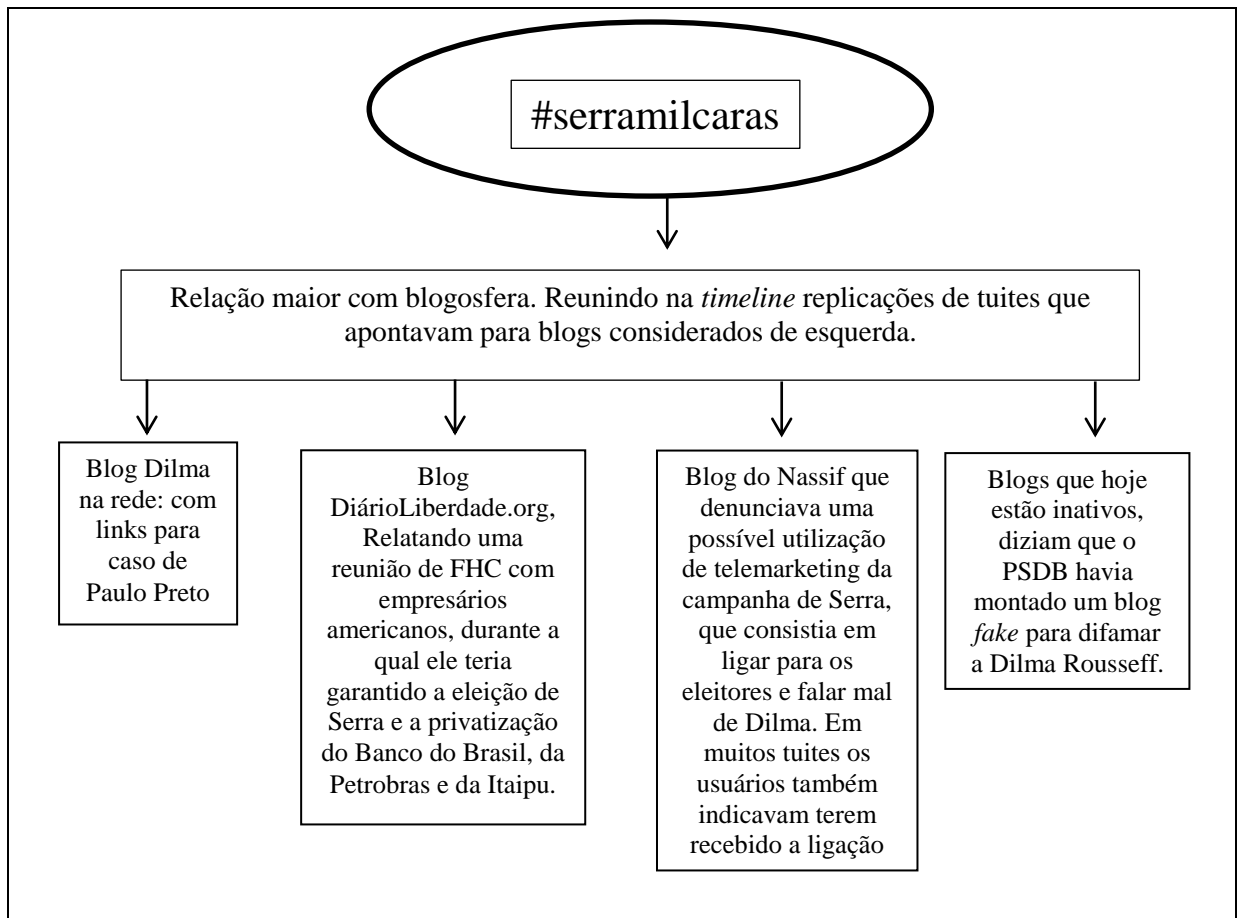 #serramilcaras
Relação maior com blogosfera. Reunindo na timeline replicações de tuites que
apontavam para blogs considerados de esquerda.
Blog Dilma
na rede: com
links para
caso de
Paulo Preto
Blog
DiárioLiberdade.org,
Relatando uma
reunião de FHC com
empresários
americanos, durante a
qual ele teria
garantido a eleição de
Serra e a privatização
do Banco do Brasil, da
Petrobras e da Itaipu.
Blog do Nassif que
denunciava uma
possível utilização
de telemarketing da
campanha de Serra,
que consistia em
ligar para os
eleitores e falar mal
de Dilma. Em
muitos tuites os
usuários também
indicavam terem
recebido a ligação
Blogs que hoje
estão inativos,
diziam que o
PSDB havia
montado um blog
fake para difamar
a Dilma Rousseff.